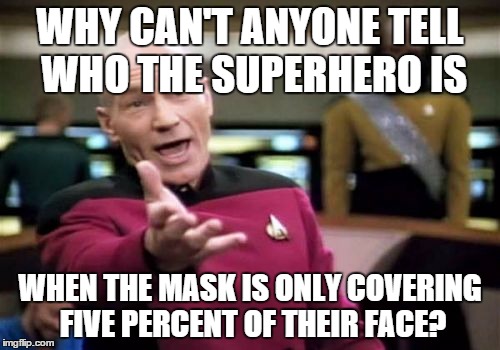 WHY CAN'T ANYONE TELL
WHO THE SUPERHERO IS
WHEN THE MASK IS ONLY COVERING
FIVE PERCENT OF THEIR FACE?
imgflip.com